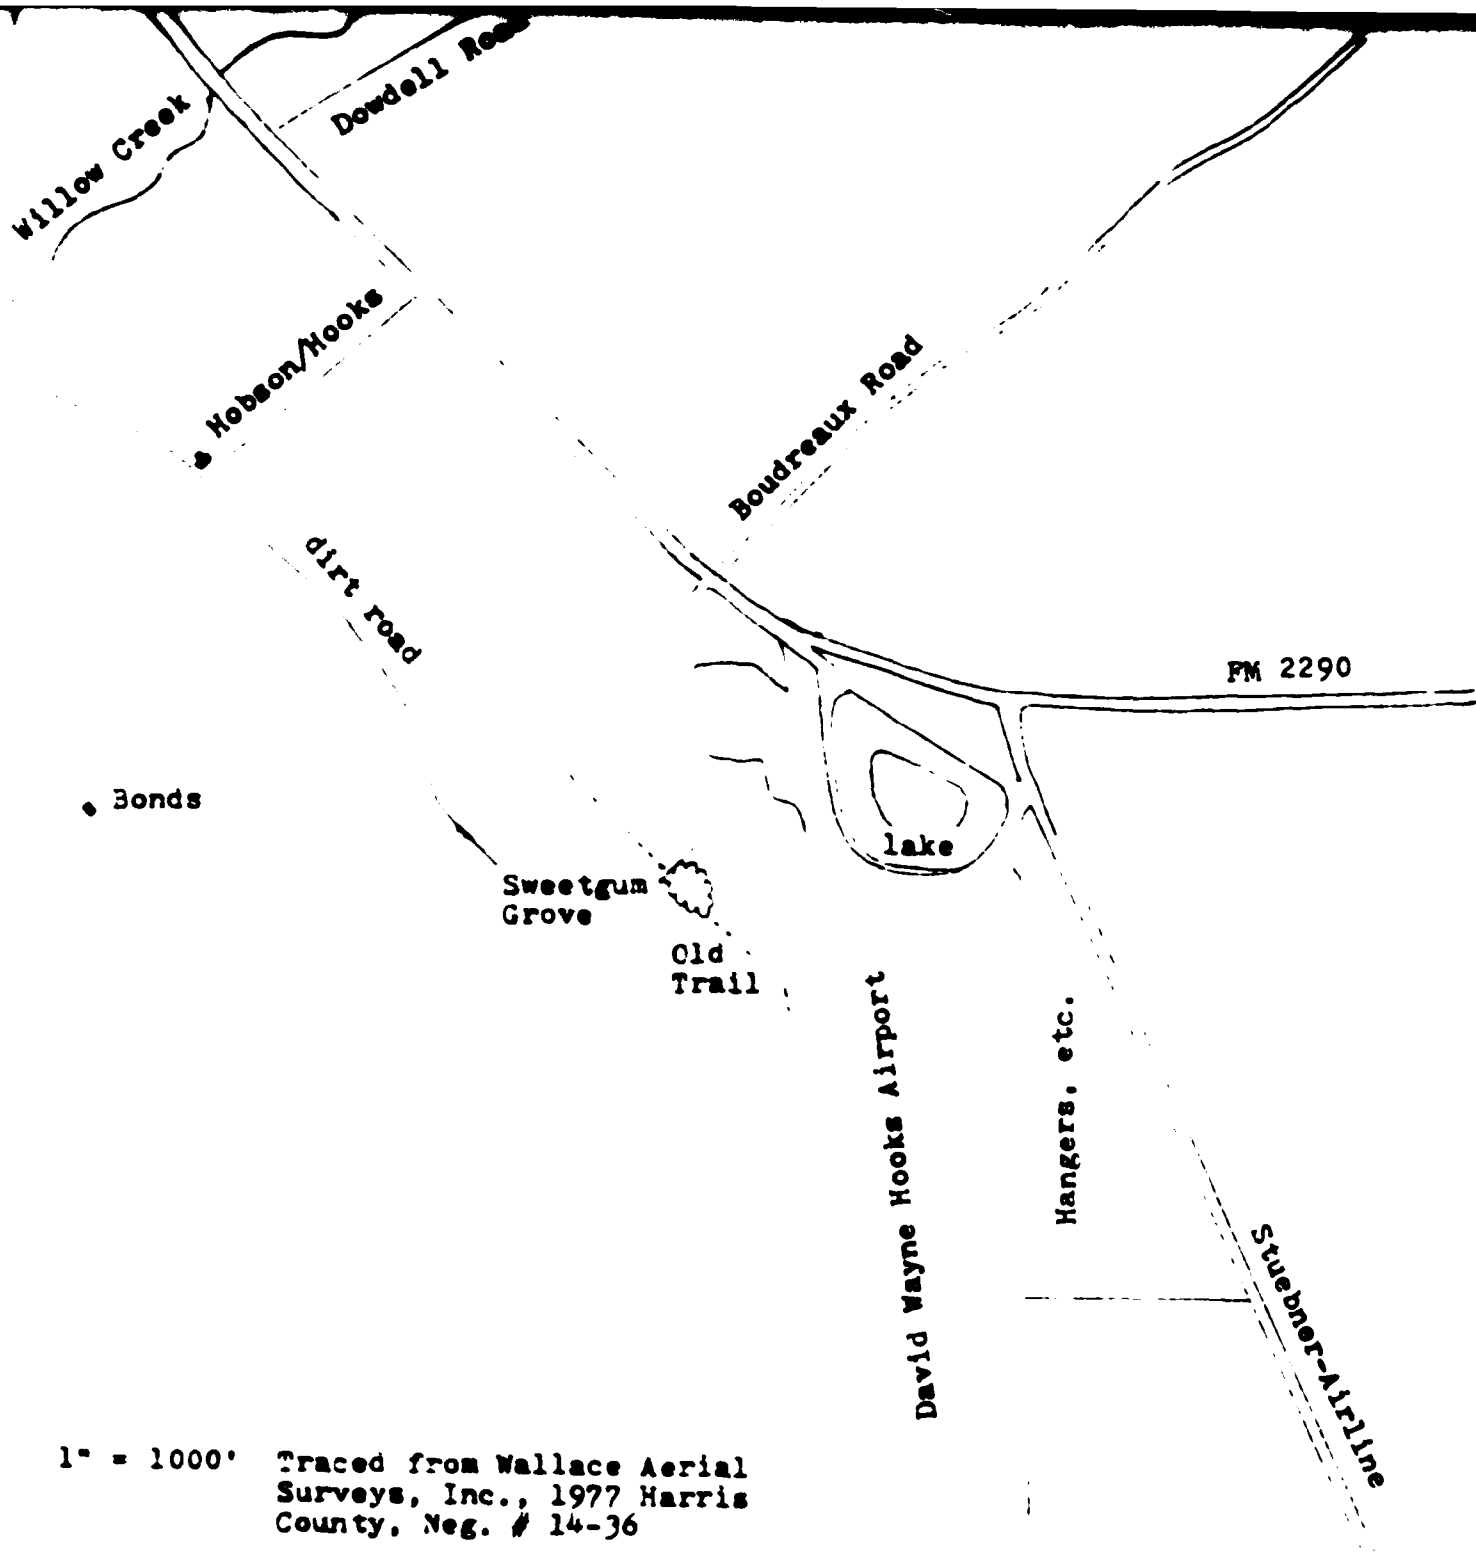 Dowdell Road
Willow Creek
Hobson/Hooks
Boudreaux Road
dirt road
FM 2290
Bonds
lake
Sweetgum
Grove
Old
Trail
David Wayne Hooks Airport
Hangers, etc.
Stuebner-Airline
1" = 1000' Traced from Wallace Aerial
Surveys, Inc., 1977 Harris
County, Neg. # 14-36